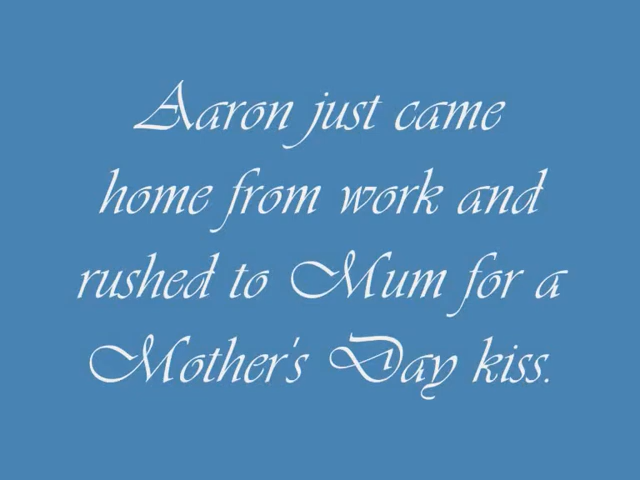 Aaron just came
home from work and
rushed to Mum for a
Mother's Day kiss.